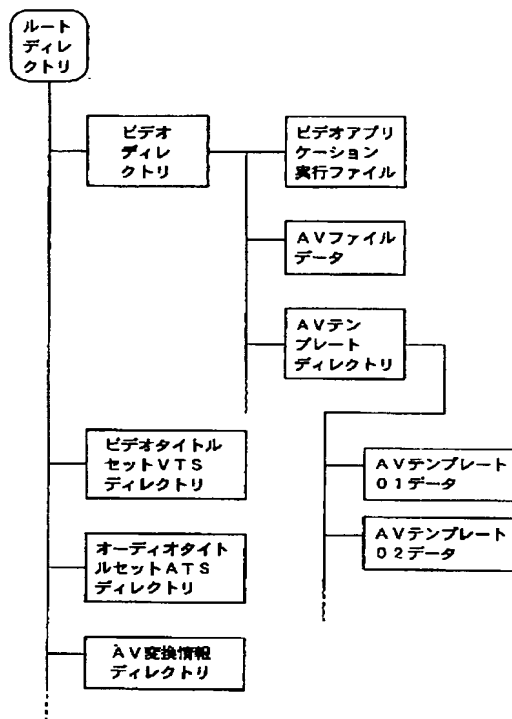 ルート
ディレ
クトリ
ビデオ
ディレ
クトリ
ビデオアプリ
ケーション
実行ファイル
AVファイル
データ
AVテン
プレート
ディレクトリ
ビデオタイトル
セットVTS
ディレクトリ
AVテンプレート
01データ
AVテンプレート
02データ
オーディオタイト
ルセットATS
ディレクトリ
AV変換情報
ディレクトリ